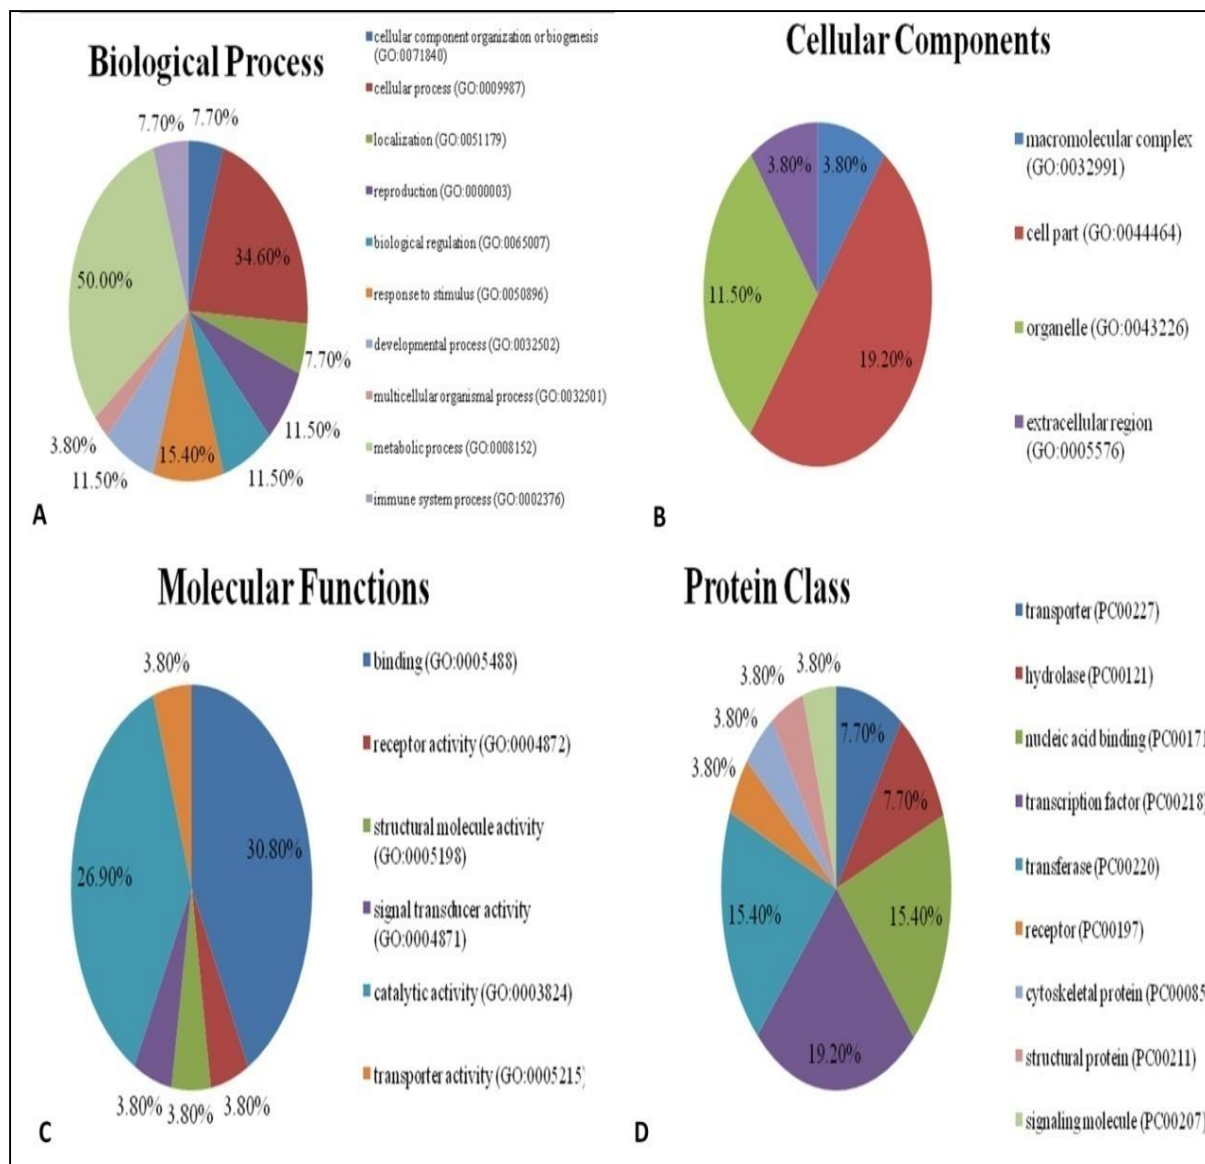 Biological Process
7.70%
7.70%
34.60%
50.00%
7.70%
11.50%
15.40%
3.80%
11.50%
11.50%
cellular component organization or biogenesis
(GO:0071840)
cellular process (GO:0009987)
localization (GO:0051179)
reproduction (GO:0000003)
biological regulation (GO:0065007)
response to stimulus (GO:0050896)
developmental process (GO:0032502)
multicellular organismal process (GO:0032501)
metabolic process (GO:0008152)
immune system process (GO:0002376)
A
Cellular Components
3.80%
3.80%
11.50%
19.20%
macromolecular complex
(GO:0032991)
cell part (GO:0044464)
organelle (GO:0043226)
extracellular region
(GO:0005576)
B
Molecular Functions
3.80%
30.80%
26.90%
3.80%
3.80%
3.80%
binding (GO:0005488)
receptor activity (GO:0004872)
structural molecule activity
(GO:0005198)
signal transducer activity
(GO:0004871)
catalytic activity (GO:0003824)
transporter activity (GO:0005215)
C
Protein Class
3.80%
3.80%
3.80%
3.80%
7.70%
7.70%
15.40%
15.40%
19.20%
transporter (PC00227)
hydrolase (PC00121)
nucleic acid binding (PC00171
transcription factor (PC00218)
transferase (PC00220)
receptor (PC00197)
cytoskeletal protein (PC00085
structural protein (PC00211)
signaling molecule (PC00207)
D